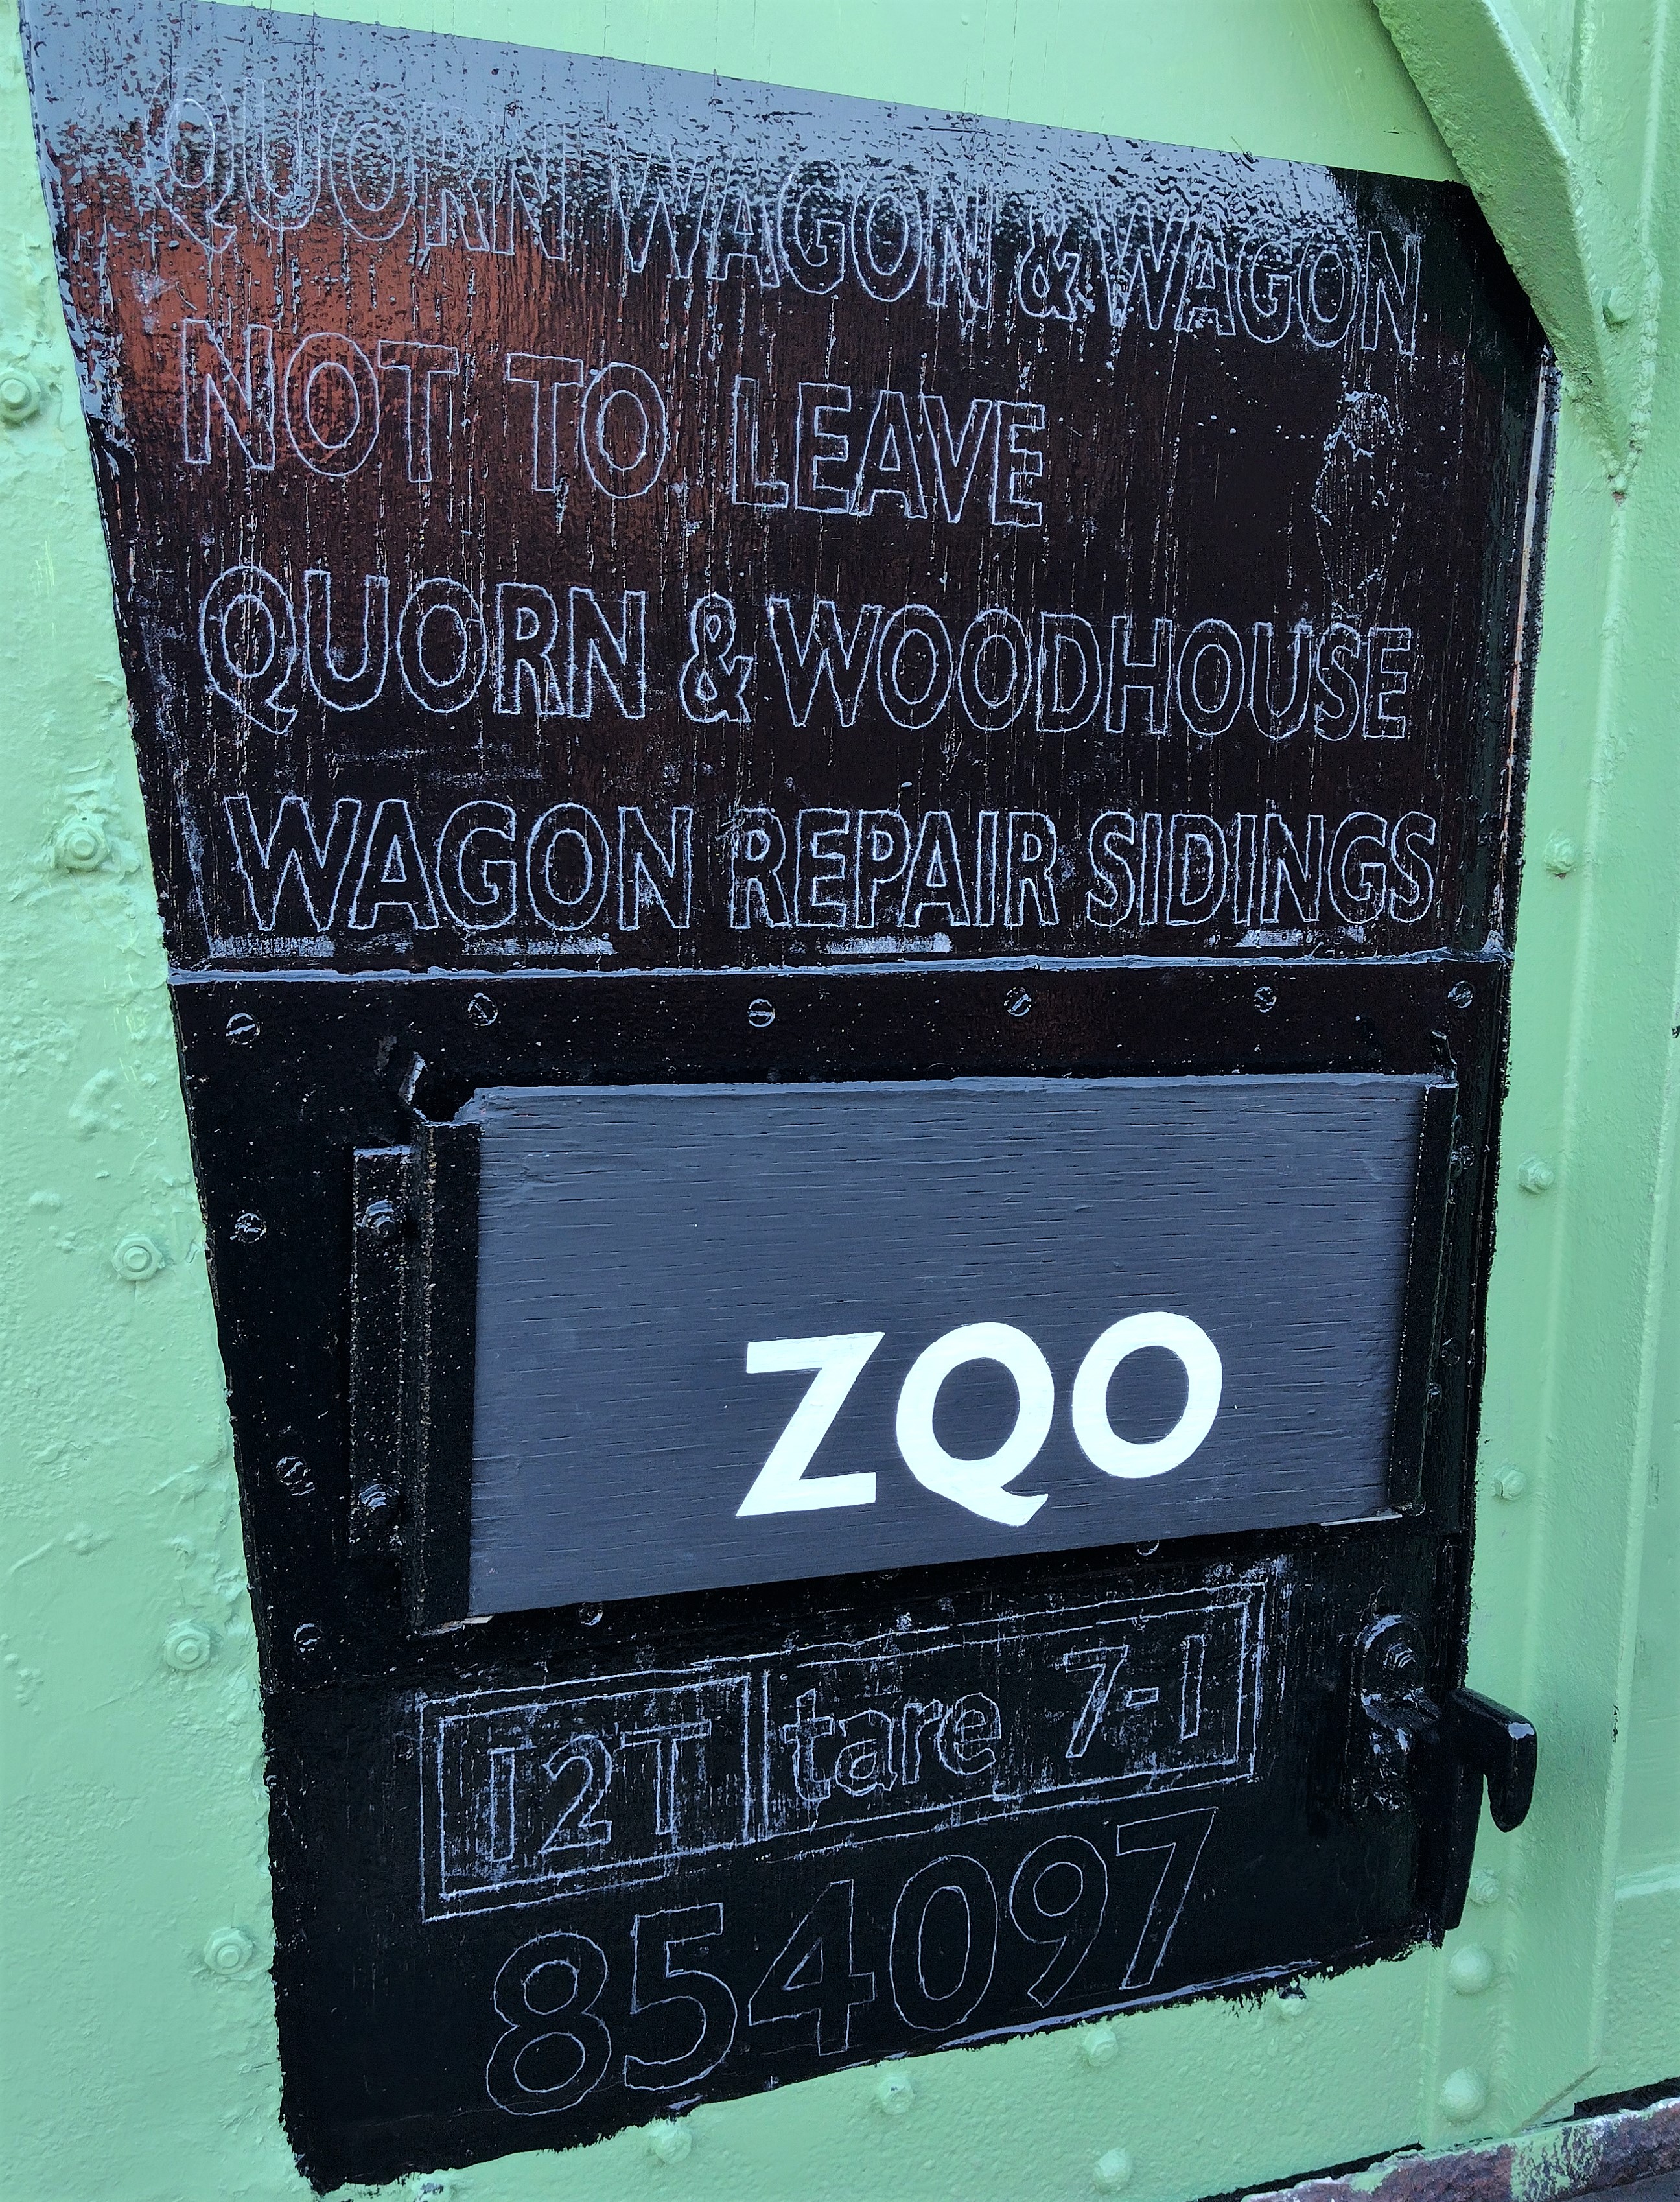 QUORN WAGON & WAGON
NOT TO LEAVE
QUORN & WOODHOUSE
WAGON REPAIR SIDINGS
ZQO
12T tare 7-1
854097